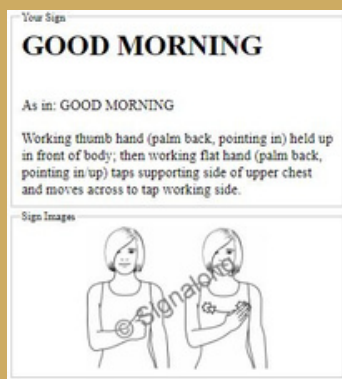 Your Sign
GOOD MORNING
As in: GOOD MORNING
Working thumb hand (palm back, pointing in) held up
in front of body; then working flat hand (palm back,
pointing in/up) taps supporting side of upper chest
and moves across to tap working side.
Sign Images
© Signalong